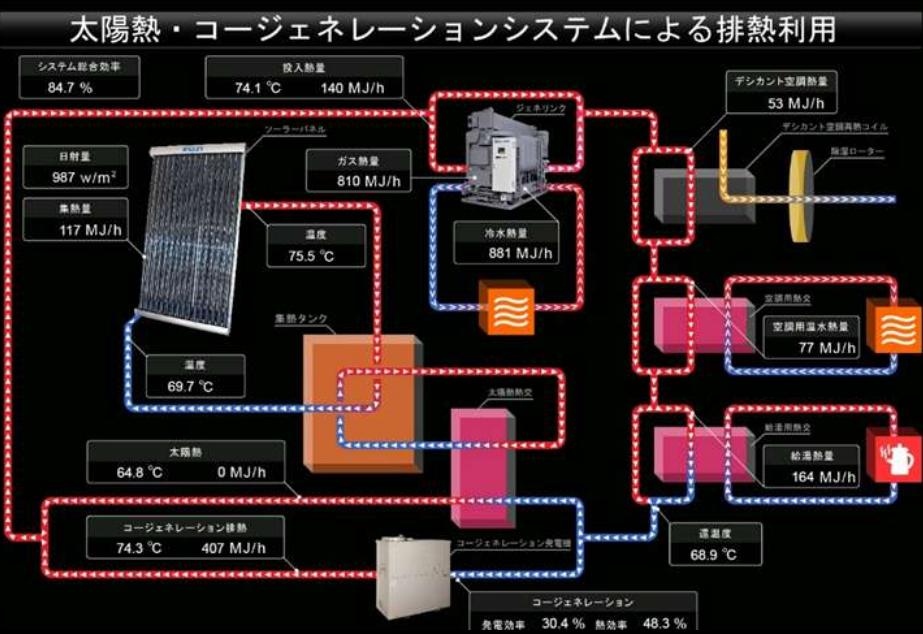 太陽熱・コージェネレーションシステムによる排熱利用
システム総合効率
84.7 %
投入熱量
74.1 ℃ 140 MJ/h
デシカント空調熱量
53 MJ/h
ジェネリンク
ソーラーパネル
デシカント空調再熱コイル
除湿ローター
日射量
987 w/m²
ガス熱量
810 MJ/h
集熱量
117 MJ/h
温度
75.5 ℃
冷水熱量
881 MJ/h
集熱タンク
空調用熱交
空調用温水熱量
77 MJ/h
温度
69.7 ℃
太陽熱熱交
給湯用熱交
太陽熱
64.8 ℃ 0 MJ/h
給湯熱量
164 MJ/h
コージェネレーション排熱
74.3 ℃ 407 MJ/h
コージェネレーション発電機
還温度
68.9 ℃
コージェネレーション
発電効率 30.4 % 熱効率 48.3 %